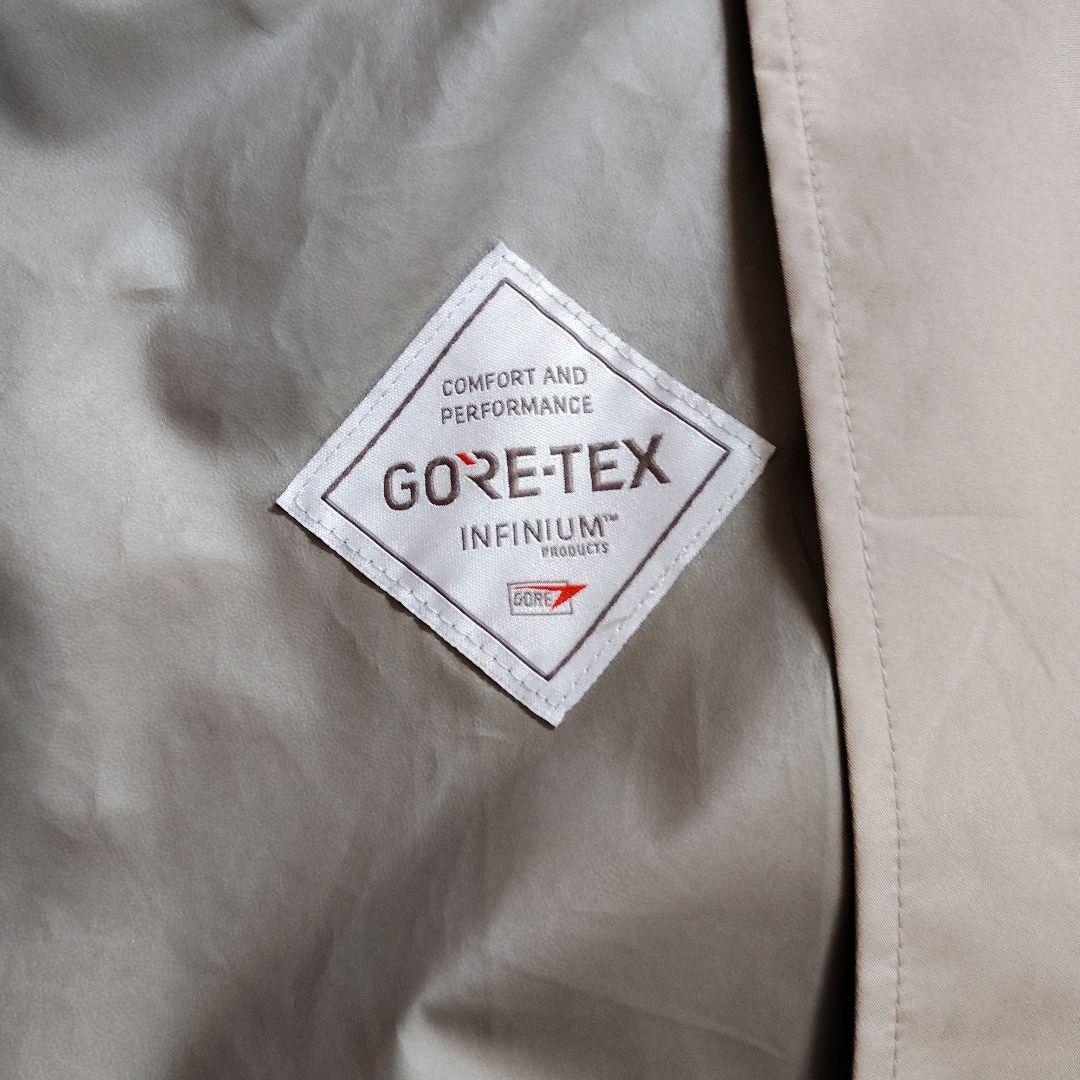 COMFORT AND
PERFORMANCE
GORE-TEX
INFINIUM™
PRODUCTS
GORE